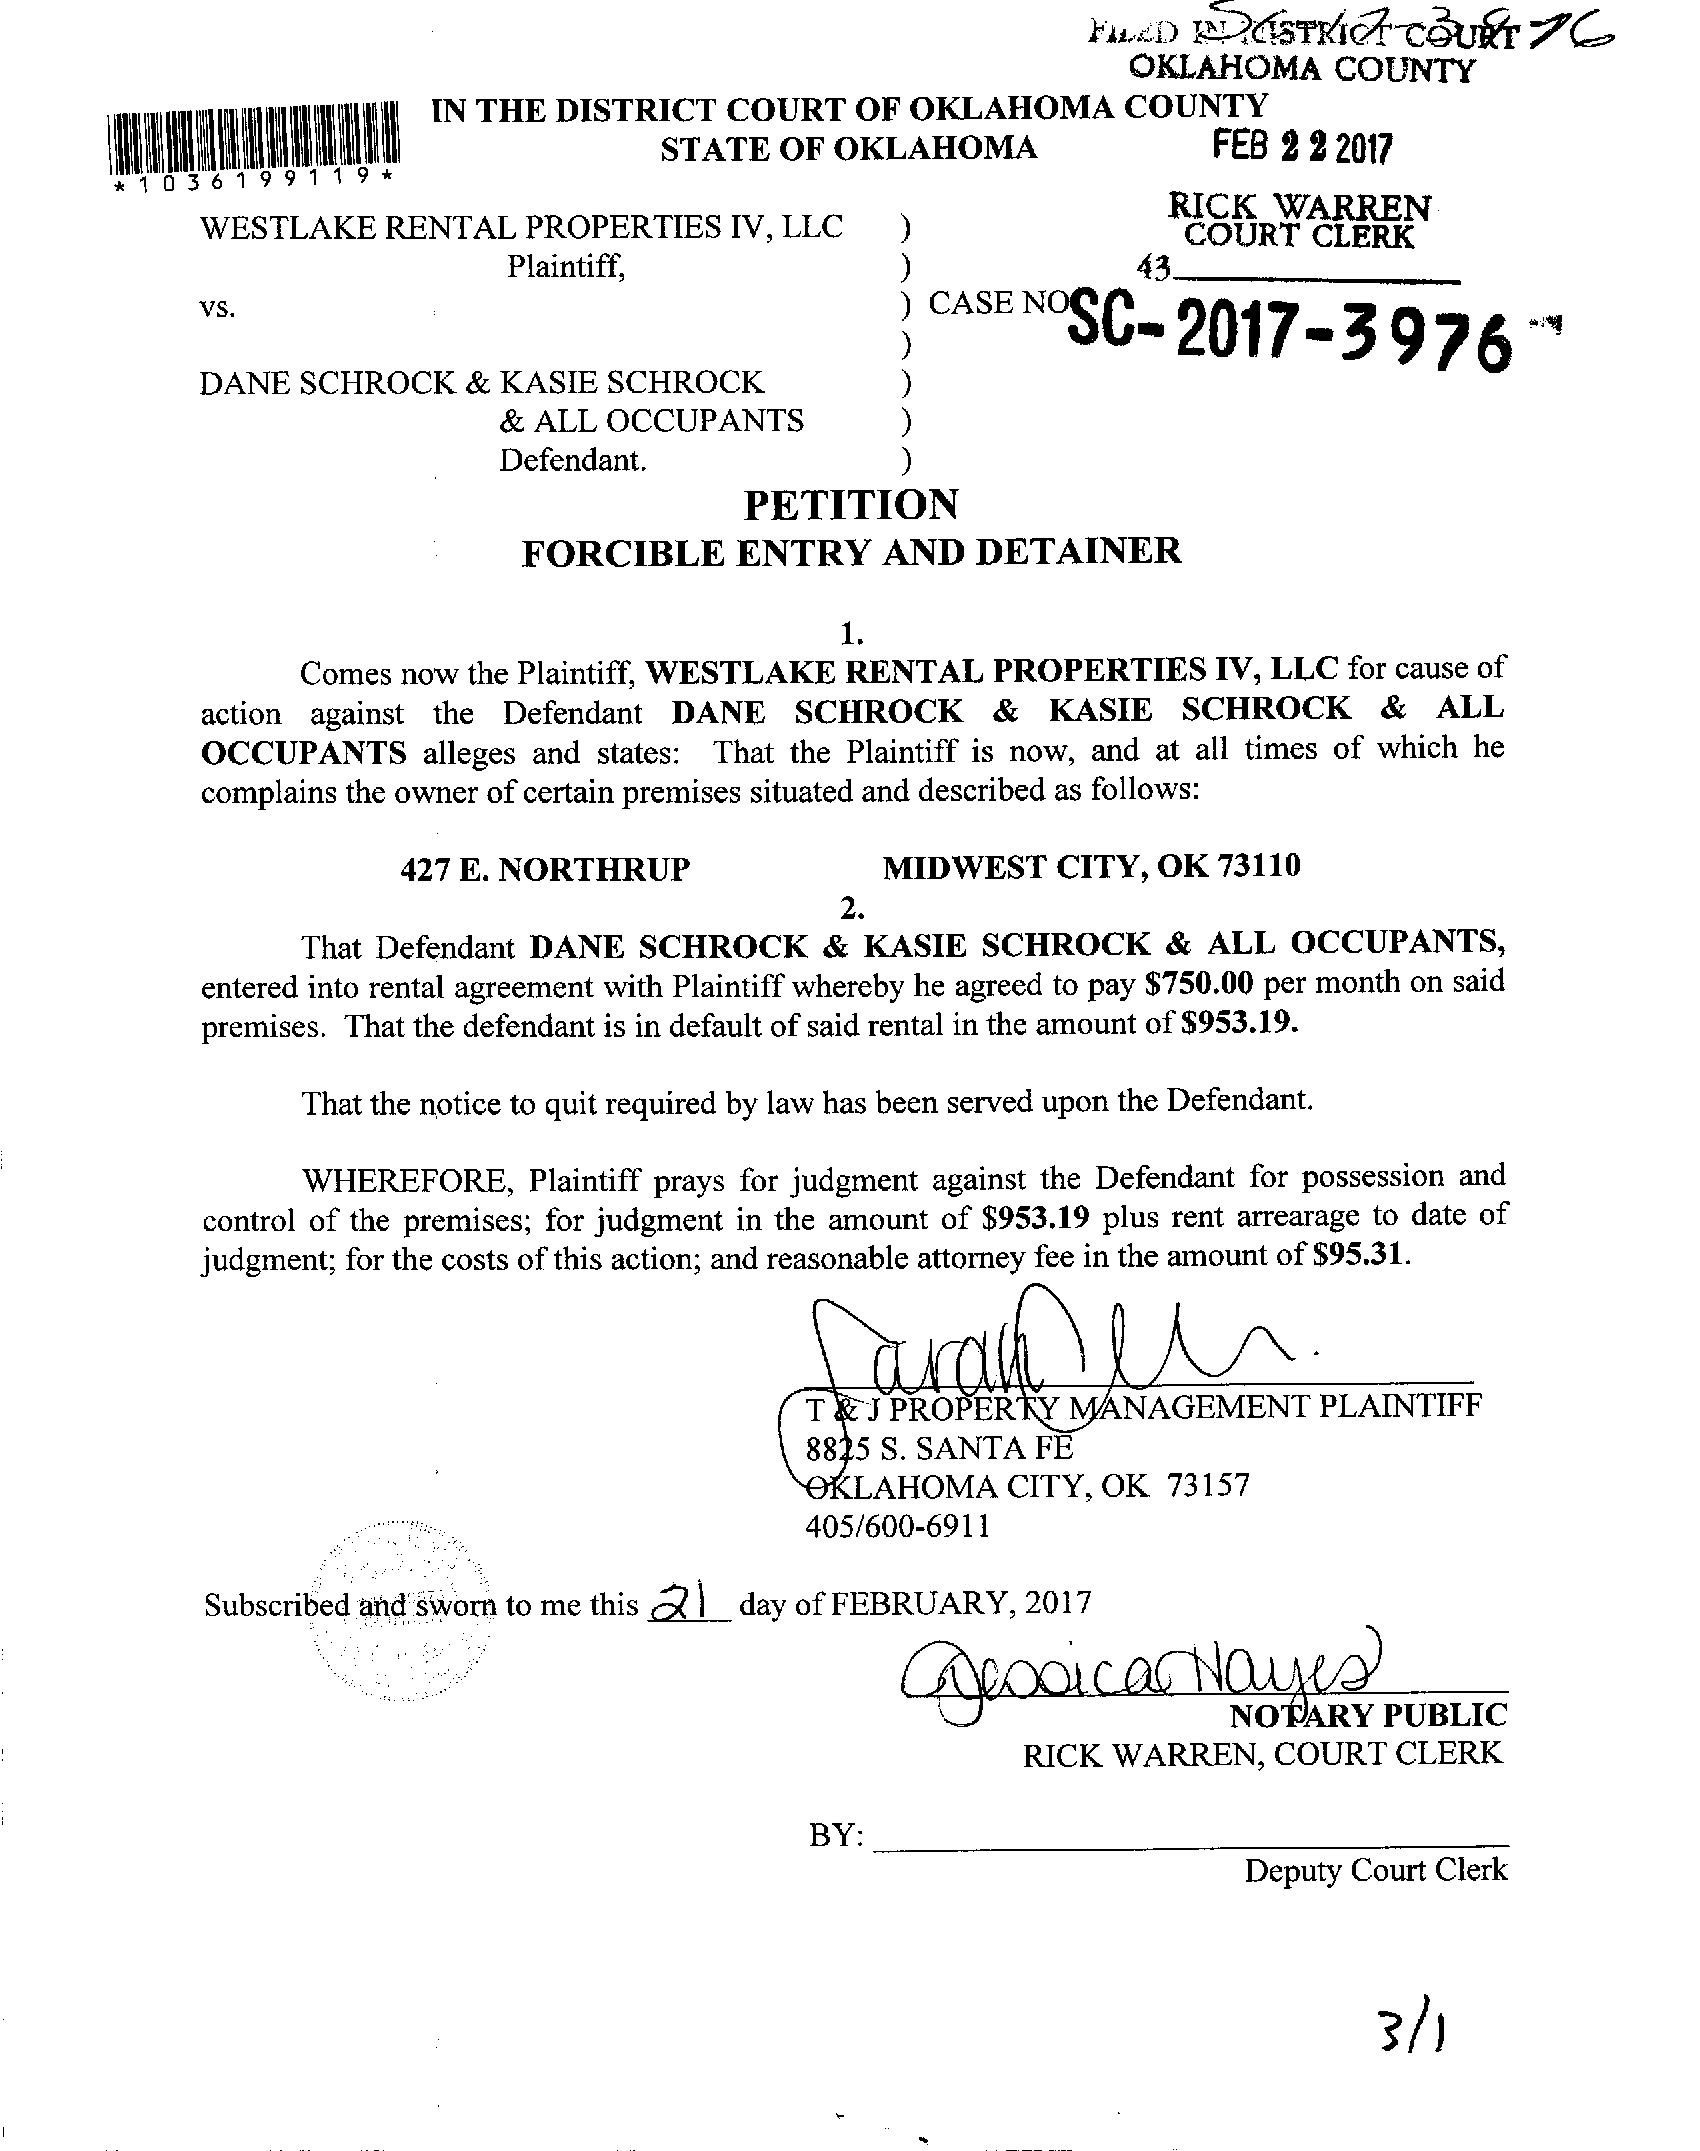 FILED IN DISTRICT COURT
OKLAHOMA COUNTY
IN THE DISTRICT COURT OF OKLAHOMA COUNTY
STATE OF OKLAHOMA
FEB 22 2017
*1036199119*
RICK WARREN
COURT CLERK
43
WESTLAKE RENTAL PROPERTIES IV, LLC )
Plaintiff, )
vs. ) CASE NO SC-2017-3976
)
DANE SCHROCK & KASIE SCHROCK )
& ALL OCCUPANTS )
Defendant. )
PETITION
FORCIBLE ENTRY AND DETAINER
1.
Comes now the Plaintiff, WESTLAKE RENTAL PROPERTIES IV, LLC for cause of
action against the Defendant DANE SCHROCK & KASIE SCHROCK & ALL
OCCUPANTS alleges and states: That the Plaintiff is now, and at all times of which he
complains the owner of certain premises situated and described as follows:
427 E. NORTHRUP MIDWEST CITY, OK 73110
2.
That Defendant DANE SCHROCK & KASIE SCHROCK & ALL OCCUPANTS,
entered into rental agreement with Plaintiff whereby he agreed to pay $750.00 per month on said
premises. That the defendant is in default of said rental in the amount of $953.19.
That the notice to quit required by law has been served upon the Defendant.
WHEREFORE, Plaintiff prays for judgment against the Defendant for possession and
control of the premises; for judgment in the amount of $953.19 plus rent arrearage to date of
judgment; for the costs of this action; and reasonable attorney fee in the amount of $95.31.
Sarah
T & J PROPERTY MANAGEMENT PLAINTIFF
8825 S. SANTA FE
OKLAHOMA CITY, OK 73157
405/600-6911
Subscribed and sworn to me this 21 day of FEBRUARY, 2017
Jessica Hayes
NOTARY PUBLIC
RICK WARREN, COURT CLERK
BY:
Deputy Court Clerk
3/1